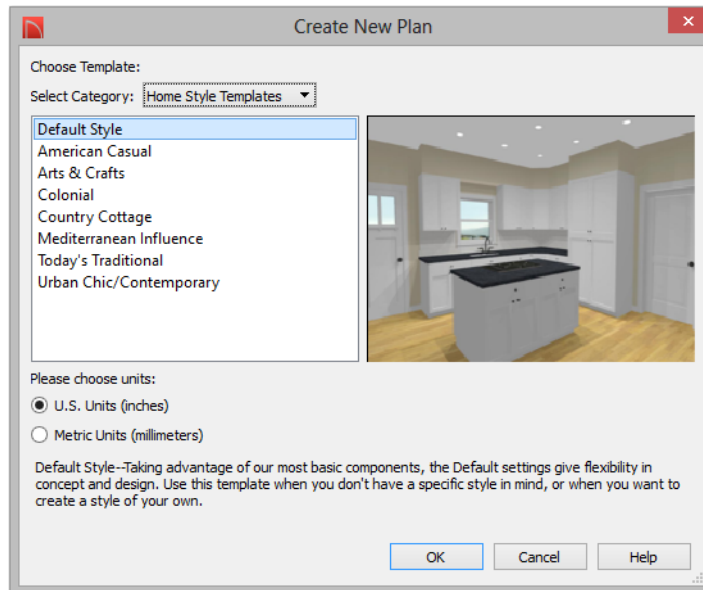 Create New Plan
Choose Template:
Select Category: Home Style Templates
Default Style
American Casual
Arts & Crafts
Colonial
Country Cottage
Mediterranean Influence
Today's Traditional
Urban Chic/Contemporary
Please choose units:
U.S. Units (inches)
Metric Units (millimeters)
Default Style--Taking advantage of our most basic components, the Default settings give flexibility in
concept and design. Use this template when you don't have a specific style in mind, or when you want to
create a style of your own.
OK Cancel Help